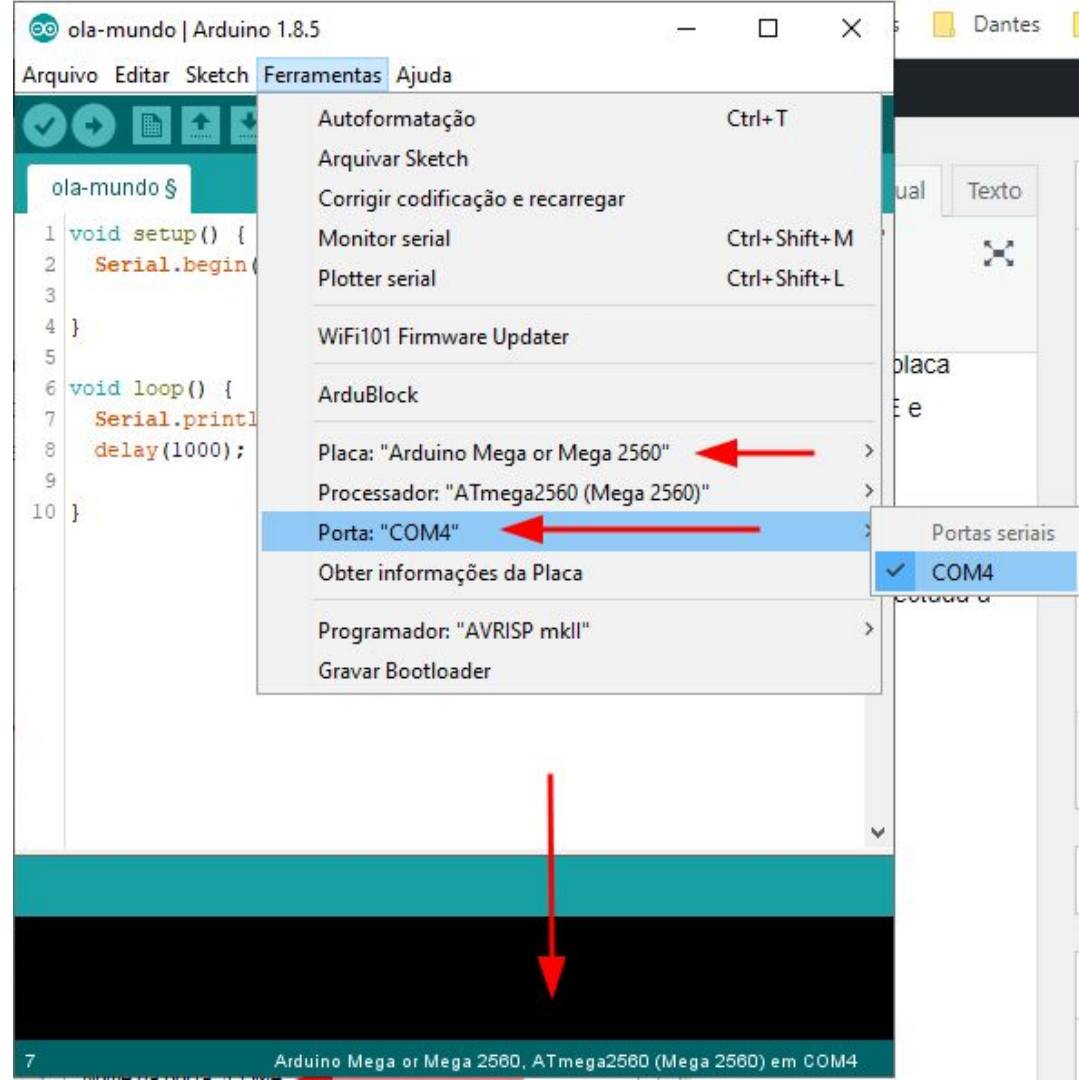 ola-mundo | Arduino 1.8.5
Dantes
Arquivo Editar Sketch Ferramentas Ajuda
ola-mundo §
1 void setup() {
2 Serial.begin(
3
4 }
5
6 void loop() {
7 Serial.printl
8 delay(1000);
9
10 }
Autoformatação Ctrl+T
Arquivar Sketch
Corrigir codificação e recarregar
Monitor serial Ctrl+Shift+M
Plotter serial Ctrl+Shift+L
WiFi101 Firmware Updater
ArduBlock
Placa: "Arduino Mega or Mega 2560"
Processador: "ATmega2560 (Mega 2560)"
Porta: "COM4"
Obter informações da Placa
Programador: "AVRISP mkII"
Gravar Bootloader
Portas seriais
COM4
ual Texto
placa
E e
7 Arduino Mega or Mega 2560, ATmega2560 (Mega 2560) em COM4